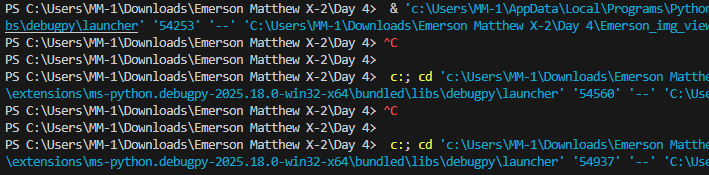 PS C:\Users\MM-1\Downloads\Emerson Matthew X-2\Day 4>  & 'c:\Users\MM-1\AppData\Local\Programs\Python
bs\debugpy\launcher' '54253' '--' 'C:\Users\MM-1\Downloads\Emerson Matthew X-2\Day 4\Emerson_img_view
PS C:\Users\MM-1\Downloads\Emerson Matthew X-2\Day 4> ^C
PS C:\Users\MM-1\Downloads\Emerson Matthew X-2\Day 4>
PS C:\Users\MM-1\Downloads\Emerson Matthew X-2\Day 4>  c:; cd 'c:\Users\MM-1\Downloads\Emerson Matthe
\extensions\ms-python.debugpy-2025.18.0-win32-x64\bundled\libs\debugpy\launcher' '54560' '--' 'C:\Use
PS C:\Users\MM-1\Downloads\Emerson Matthew X-2\Day 4> ^C
PS C:\Users\MM-1\Downloads\Emerson Matthew X-2\Day 4>
PS C:\Users\MM-1\Downloads\Emerson Matthew X-2\Day 4>  c:; cd 'c:\Users\MM-1\Downloads\Emerson Matthe
\extensions\ms-python.debugpy-2025.18.0-win32-x64\bundled\libs\debugpy\launcher' '54937' '--' 'C:\Use